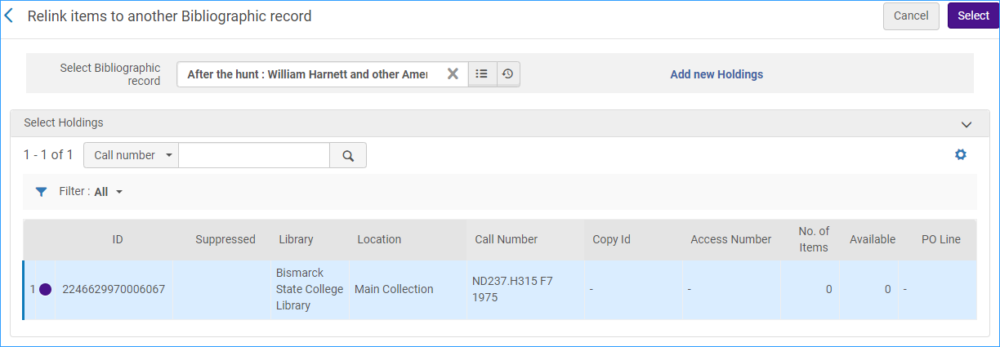 Relink items to another Bibliographic record
Cancel
Select
Select Bibliographic
record
After the hunt : William Harnett and other Amer
Add new Holdings
Select Holdings
1 - 1 of 1
Call number
Filter : All
ID
Suppressed
Library
Location
Call Number
Copy Id
Access Number
No. of
Items
Available
PO Line
1
2246629970006067
Bismarck
State College
Library
Main Collection
ND237.H315 F7
1975
-
-
0
0
-